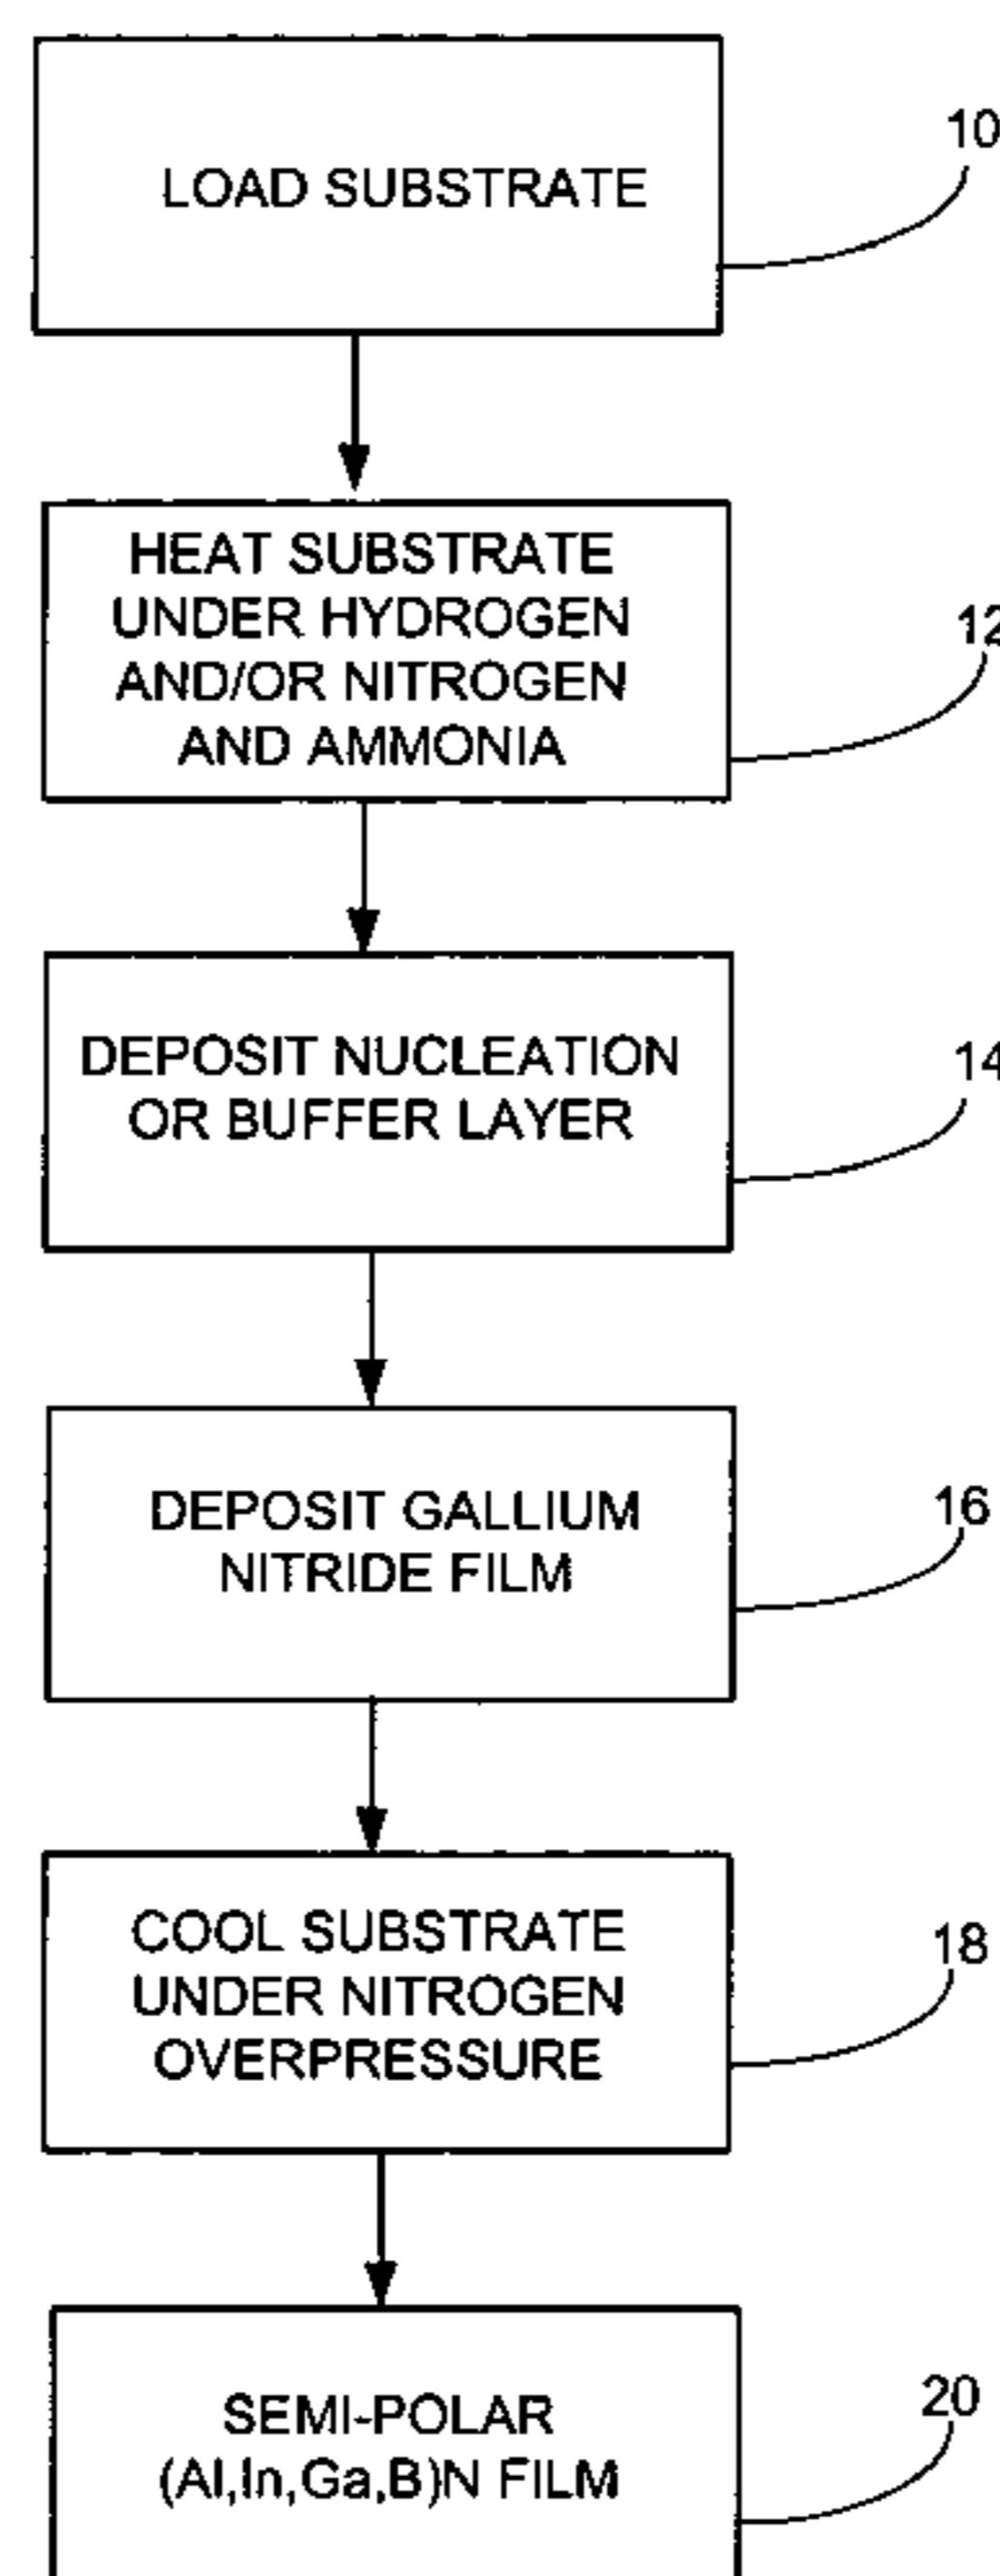 LOAD SUBSTRATE
10
HEAT SUBSTRATE
UNDER HYDROGEN
AND/OR NITROGEN
AND AMMONIA
12
DEPOSIT NUCLEATION
OR BUFFER LAYER
14
DEPOSIT GALLIUM
NITRIDE FILM
16
COOL SUBSTRATE
UNDER NITROGEN
OVERPRESSURE
18
SEMI-POLAR
(Al,In,Ga,B)N FILM
20